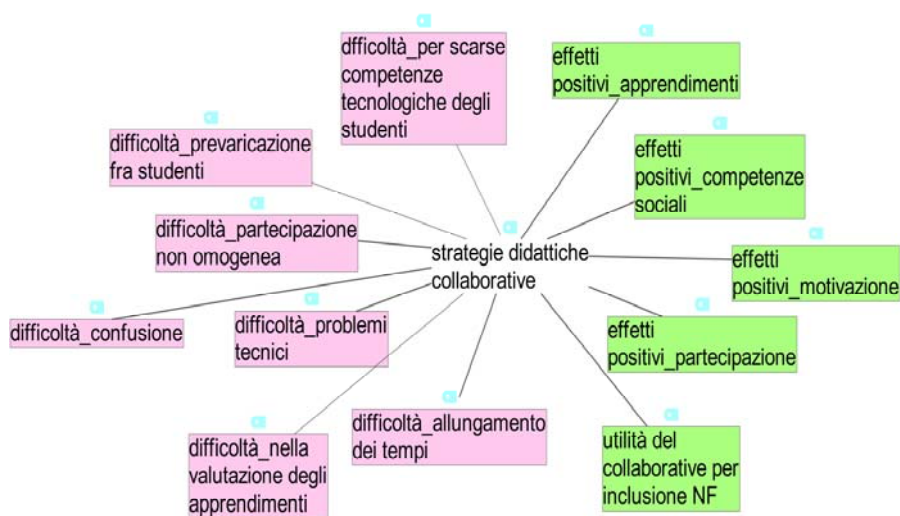 dfficoltà_per scarse
competenze
tecnologiche degli
studenti
effetti
positivi_apprendimenti
difficoltà_prevaricazione
fra studenti
effetti
positivi_competenze
sociali
difficoltà_partecipazione
non omogenea
strategie didattiche
collaborative
effetti
positivi_motivazione
difficoltà_confusione
difficoltà_problemi
tecnici
effetti
positivi_partecipazione
difficoltà_nella
valutazione degli
apprendimenti
difficoltà_allungamento
dei tempi
utilità del
collaborative per
inclusione NF